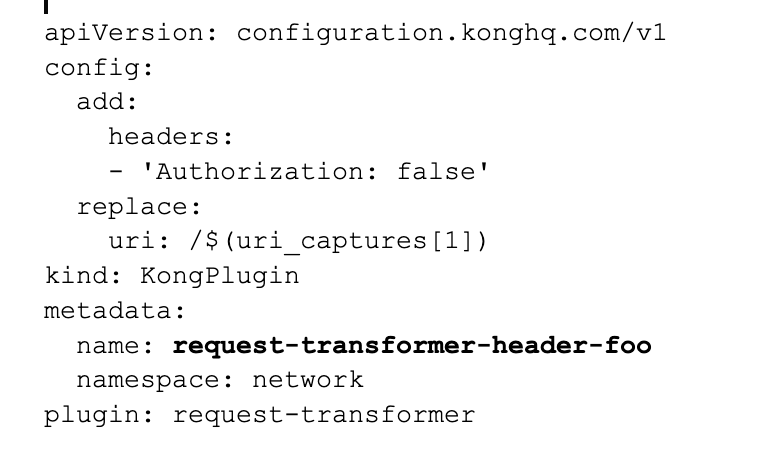 apiVersion: configuration.konghq.com/v1
config:
  add:
    headers:
    - 'Authorization: false'
  replace:
    uri: /$(uri_captures[1])
kind: KongPlugin
metadata:
  name: request-transformer-header-foo
  namespace: network
plugin: request-transformer